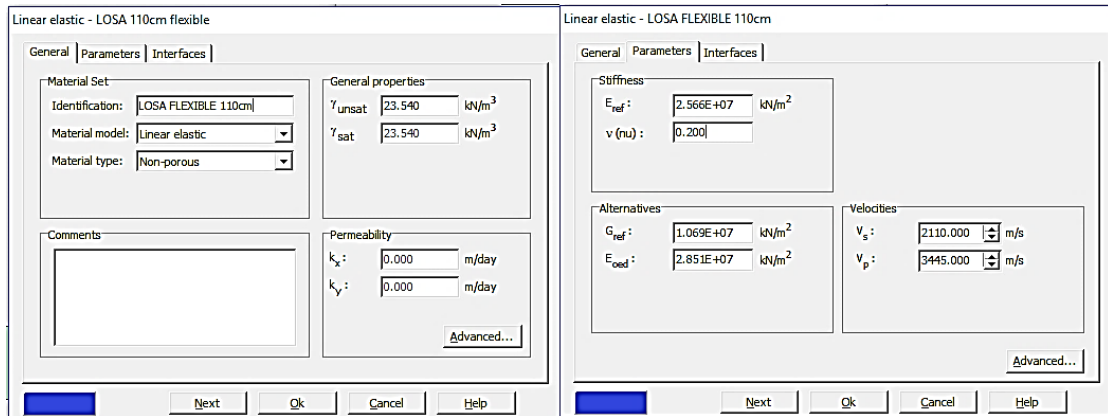 Linear elastic - LOSA 110cm flexible
General Parameters Interfaces
Material Set
Identification: LOSA FLEXIBLE 110cm
Material model: Linear elastic
Material type: Non-porous
General properties
γunsat 23.540 kN/m³
γsat 23.540 kN/m³
Comments
Permeability
kx: 0.000 m/day
ky: 0.000 m/day
Advanced...
Next Ok Cancel Help
Linear elastic - LOSA FLEXIBLE 110cm
General Parameters Interfaces
Stiffness
Eref: 2.566E+07 kN/m²
ν (nu) : 0.200
Alternatives
Gref: 1.069E+07 kN/m²
Eoed: 2.851E+07 kN/m²
Velocities
Vs: 2110.000 m/s
Vp: 3445.000 m/s
Advanced...
Next Ok Cancel Help